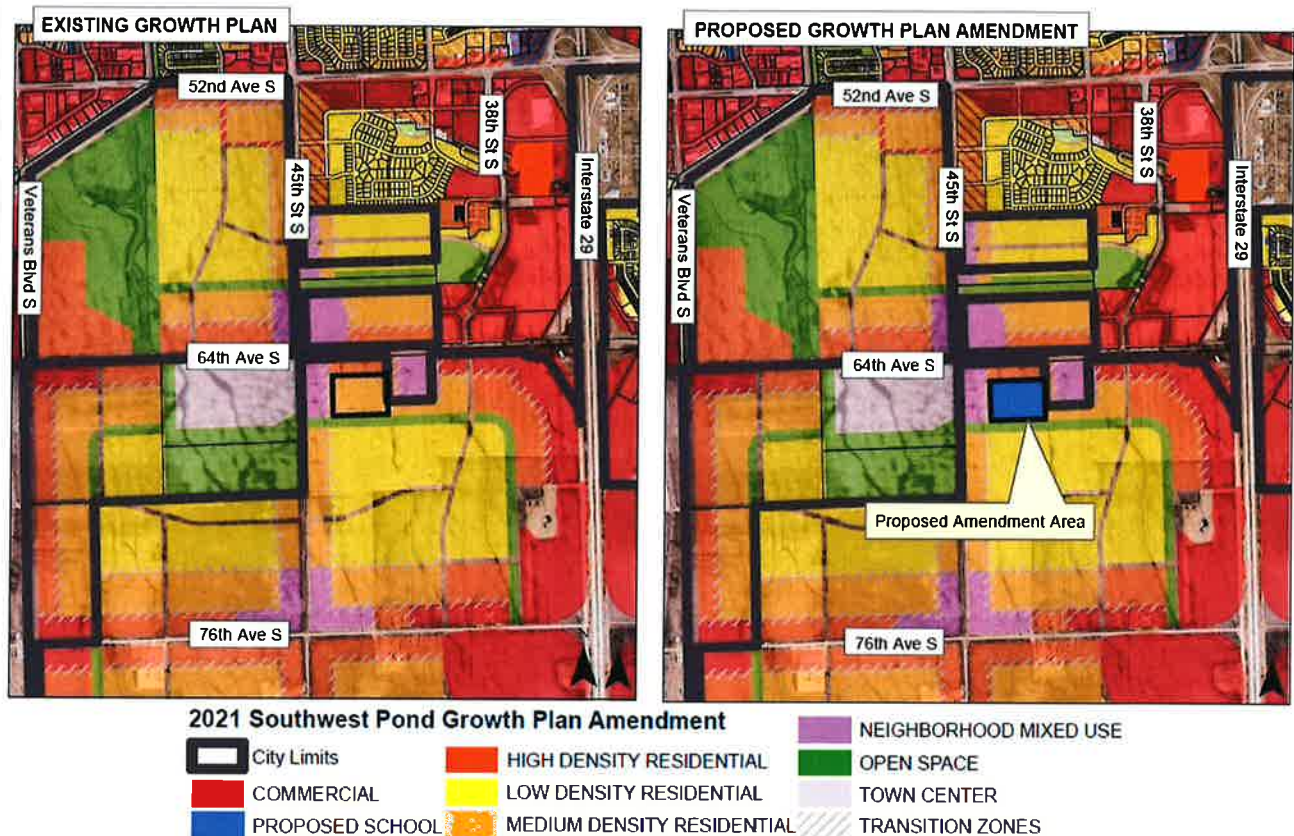 EXISTING GROWTH PLAN
52nd Ave S
38th St S
45th St S
Veterans Blvd S
Interstate 29
64th Ave S
76th Ave S
PROPOSED GROWTH PLAN AMENDMENT
52nd Ave S
38th St S
45th St S
Veterans Blvd S
Interstate 29
64th Ave S
Proposed Amendment Area
76th Ave S
2021 Southwest Pond Growth Plan Amendment
City Limits
COMMERCIAL
PROPOSED SCHOOL
HIGH DENSITY RESIDENTIAL
LOW DENSITY RESIDENTIAL
MEDIUM DENSITY RESIDENTIAL
NEIGHBORHOOD MIXED USE
OPEN SPACE
TOWN CENTER
TRANSITION ZONES